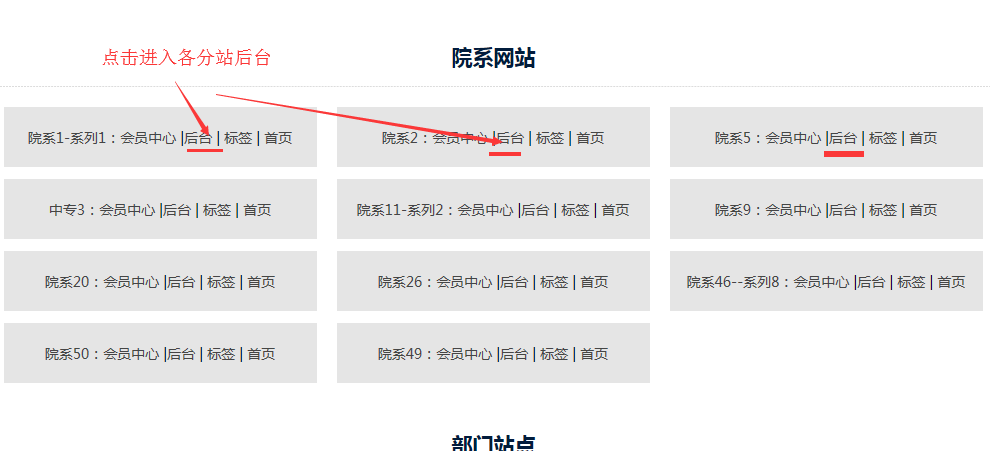 点击进入各分站后台
院系网站
院系1-系列1：会员中心 |后台 | 标签 | 首页
院系2：会员中心 |后台 | 标签 | 首页
院系5：会员中心 |后台 | 标签 | 首页
中专3：会员中心 |后台 | 标签 | 首页
院系11-系列2：会员中心 |后台 | 标签 | 首页
院系9：会员中心 |后台 | 标签 | 首页
院系20：会员中心 |后台 | 标签 | 首页
院系26：会员中心 |后台 | 标签 | 首页
院系46--系列8：会员中心 |后台 | 标签 | 首页
院系50：会员中心 |后台 | 标签 | 首页
院系49：会员中心 |后台 | 标签 | 首页
部门站点